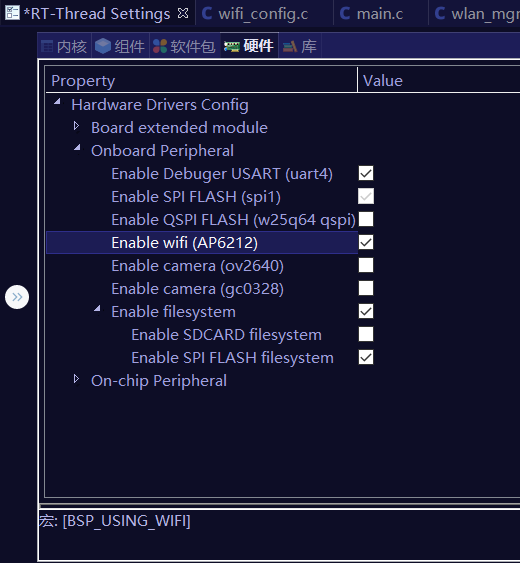 *RT-Thread Settings wifi_config.c main.c wlan_mgr
内核 组件 软件包 硬件 库
Property Value
Hardware Drivers Config
Board extended module
Onboard Peripheral
Enable Debuger USART (uart4)
Enable SPI FLASH (spi1)
Enable QSPI FLASH (w25q64 qspi)
Enable wifi (AP6212)
Enable camera (ov2640)
Enable camera (gc0328)
Enable filesystem
Enable SDCARD filesystem
Enable SPI FLASH filesystem
On-chip Peripheral
宏: [BSP_USING_WIFI]